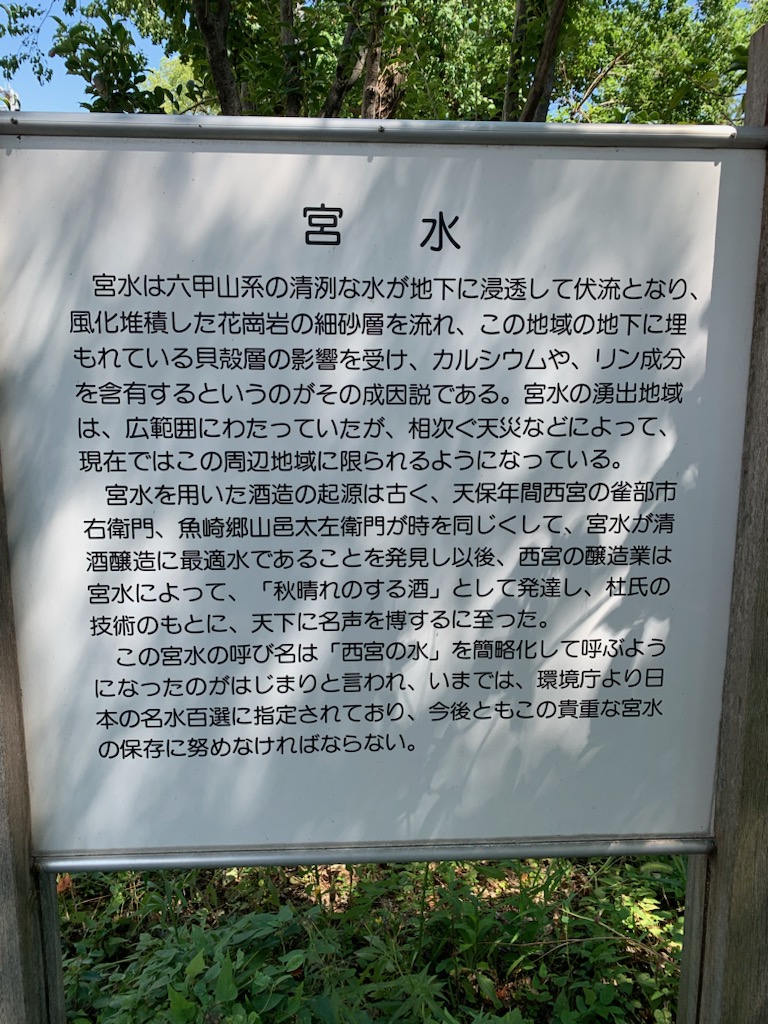 宮水
宮水は六甲山系の清洌な水が地下に浸透して伏流となり、
風化堆積した花崗岩の細砂層を流れ、この地域の地下に埋
もれている貝殻層の影響を受け、カルシウムや、リン成分
を含有するというのがその成因説である。宮水の湧出地域
は、広範囲にわたっていたが、相次ぐ天災などによって、
現在ではこの周辺地域に限られるようになっている。
宮水を用いた酒造の起源は古く、天保年間西宮の雀部市
右衛門、魚崎郷山邑太左衛門が時を同じくして、宮水が清
酒醸造に最適水であることを発見し以後、西宮の醸造業は
宮水によって、「秋晴れのする酒」として発達し、杜氏の
技術のもとに、天下に名声を博するに至った。
この宮水の呼び名は「西宮の水」を簡略化して呼ぶよう
になったのがはじまりと言われ、いまでは、環境庁より日
本の名水百選に指定されており、今後ともこの貴重な宮水
の保存に努めなければならない。